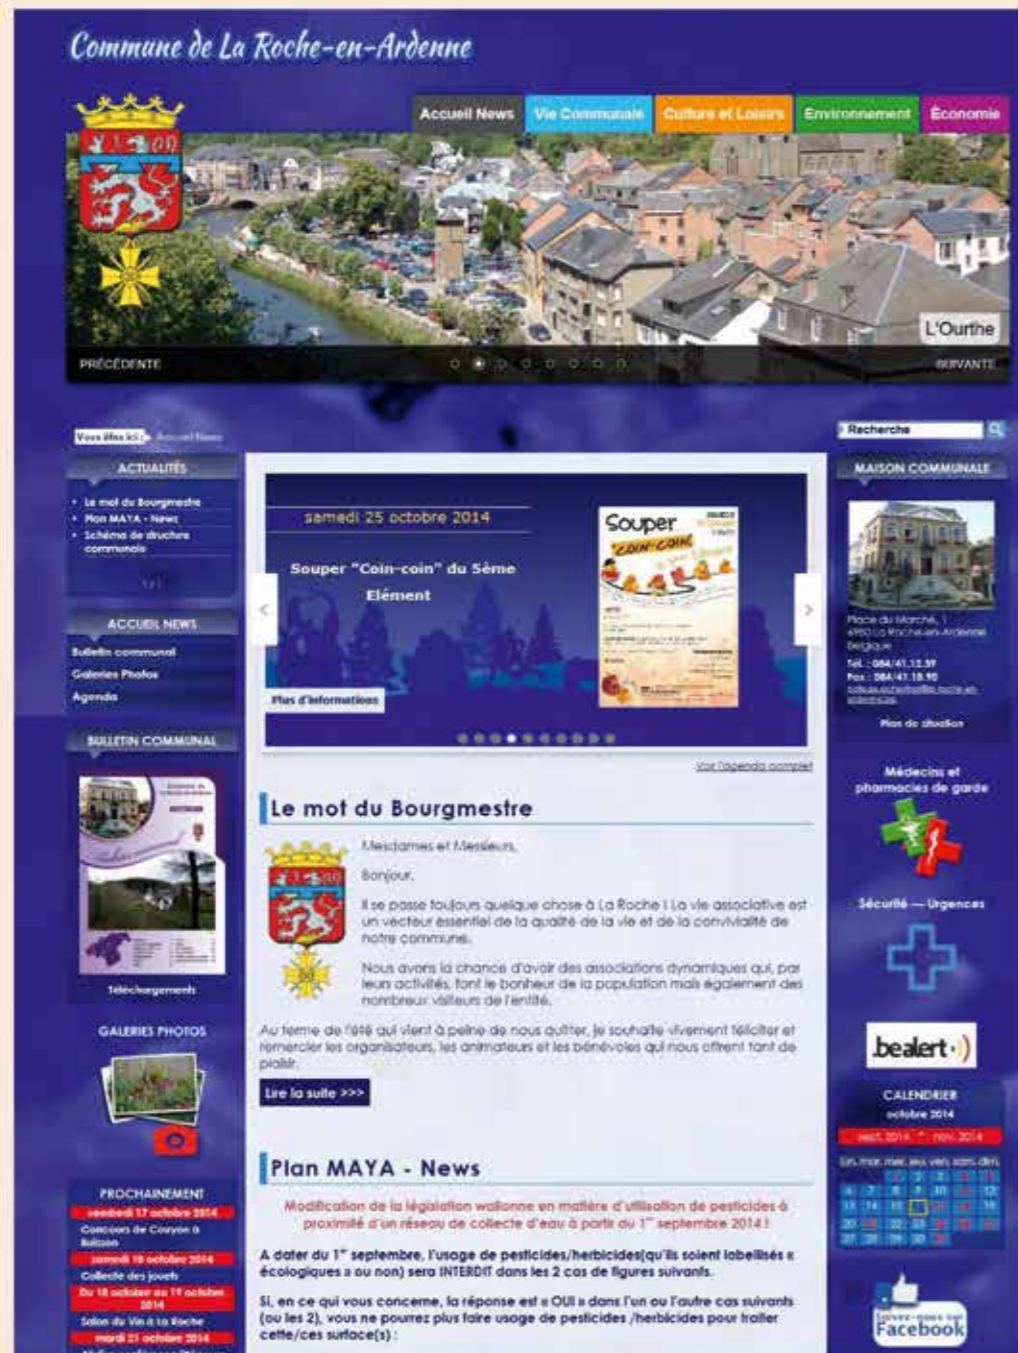 Commune de La Roche-en-Ardenne
Accueil News
Vie Communale
Culture et Loisirs
Environnement
Économie
L'Ourthe
PRÉCÉDENTE
SUIVANTE
Vous êtes ici :
Accueil News
Recherche
ACTUALITÉS
Le mot du Bourgmestre
Plan MAYA - News
Schéma de structure
communale
ACCUEIL NEWS
Bulletin communal
Galeries Photos
Agenda
BULLETIN COMMUNAL
Téléchargements
GALERIES PHOTOS
PROCHAINEMENT
vendredi 17 octobre 2014
Concours de Couyon à
Buisson
samedi 18 octobre 2014
Collecte des jouets
Du 18 octobre au 19 octobre
2014
Salon du Vin à La Roche
mardi 21 octobre 2014
samedi 25 octobre 2014
Souper "Coin-coin" du 5ème
Elément
Plus d'informations
Souper
"COIN-COIN"
Voir l'agenda complet
Le mot du Bourgmestre
Mesdames et Messieurs,
Bonjour,
Il se passe toujours quelque chose à La Roche ! La vie associative est
un vecteur essentiel de la qualité de la vie et de la convivialité de
notre commune.
Nous avons la chance d'avoir des associations dynamiques qui, par
leurs activités, font le bonheur de la population mais également des
nombreux visiteurs de l'entité.
Au terme de l'été qui vient à peine de nous quitter, je souhaite vivement féliciter et
remercier les organisateurs, les animateurs et les bénévoles qui nous offrent tant de
plaisir.
Lire la suite >>>
Plan MAYA - News
Modification de la législation wallonne en matière d'utilisation de pesticides à
proximité d'un réseau de collecte d'eau à partir du 1er septembre 2014 !
A dater du 1er septembre, l'usage de pesticides/herbicides(qu'ils soient labellisés «
écologiques » ou non) sera INTERDIT dans les 2 cas de figures suivants.
Si, en ce qui vous concerne, la réponse est « OUI » dans l'un ou l'autre cas suivants
(ou les 2), vous ne pourrez plus faire usage de pesticides /herbicides pour traiter
cette/ces surface(s) :
MAISON COMMUNALE
Place du Marché, 1
6980 La Roche-en-Ardenne
Belgique
Tél. : 084/41.12.39
Fax : 084/41.18.90
Plan de situation
Médecins et
pharmacies de garde
Sécurité — Urgences
.bealert
CALENDRIER
octobre 2014
sept. 2014 * nov. 2014
lun. mar. mer. jeu. ven. sam. dim.
Suivez-nous sur
Facebook